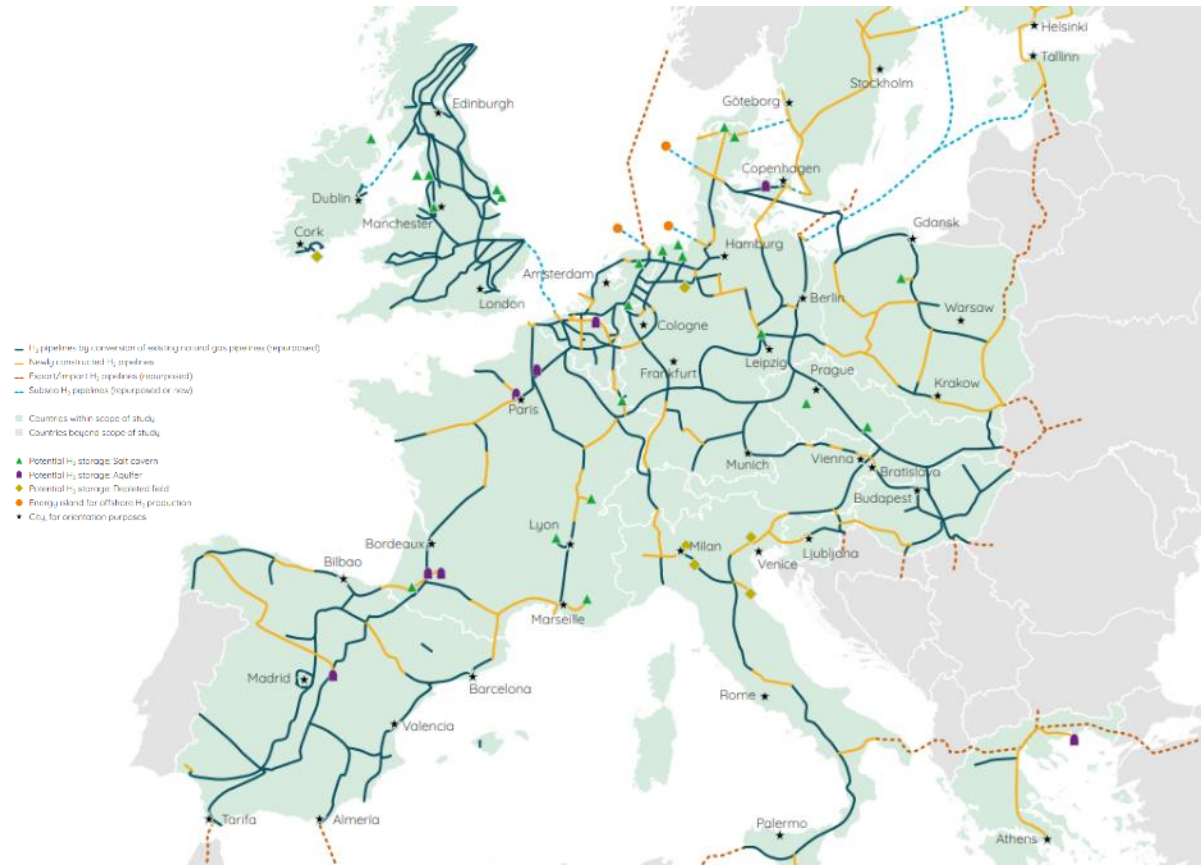 Helsinki
Tallinn
Stockholm
Göteborg
Edinburgh
Copenhagen
Dublin
Manchester
Gdansk
Cork
Hamburg
Amsterdam
London
Berlin
Warsaw
Cologne
H₂ pipelines by conversion of existing natural gas pipelines (repurposed)
Newly constructed H₂ pipelines
Export/Import H₂ pipelines (repurposed)
Subsea H₂ pipelines (repurposed or new)
Countries within scope of study
Countries beyond scope of study
Potential H₂ storage: Salt cavern
Potential H₂ storage: Aquifer
Potential H₂ storage: Depleted field
Energy island for offshore H₂ production
City, for orientation purposes
Frankfurt
Leipzig
Prague
Krakow
Paris
Munich
Vienna
Bratislava
Budapest
Lyon
Bordeaux
Milan
Venice
Ljubljana
Bilbao
Marseille
Madrid
Barcelona
Rome
Valencia
Tarifa
Almería
Palermo
Athens